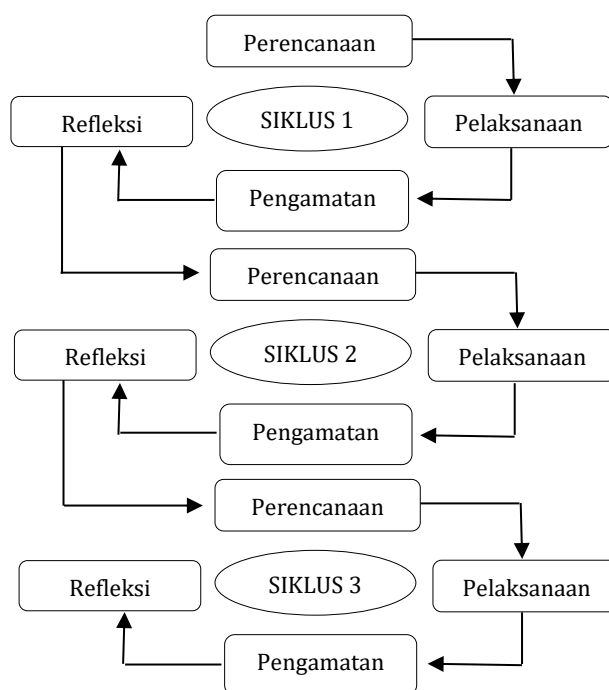 Perencanaan
Refleksi
SIKLUS 1
Pelaksanaan
Pengamatan
Perencanaan
Refleksi
SIKLUS 2
Pelaksanaan
Pengamatan
Perencanaan
Refleksi
SIKLUS 3
Pelaksanaan
Pengamatan